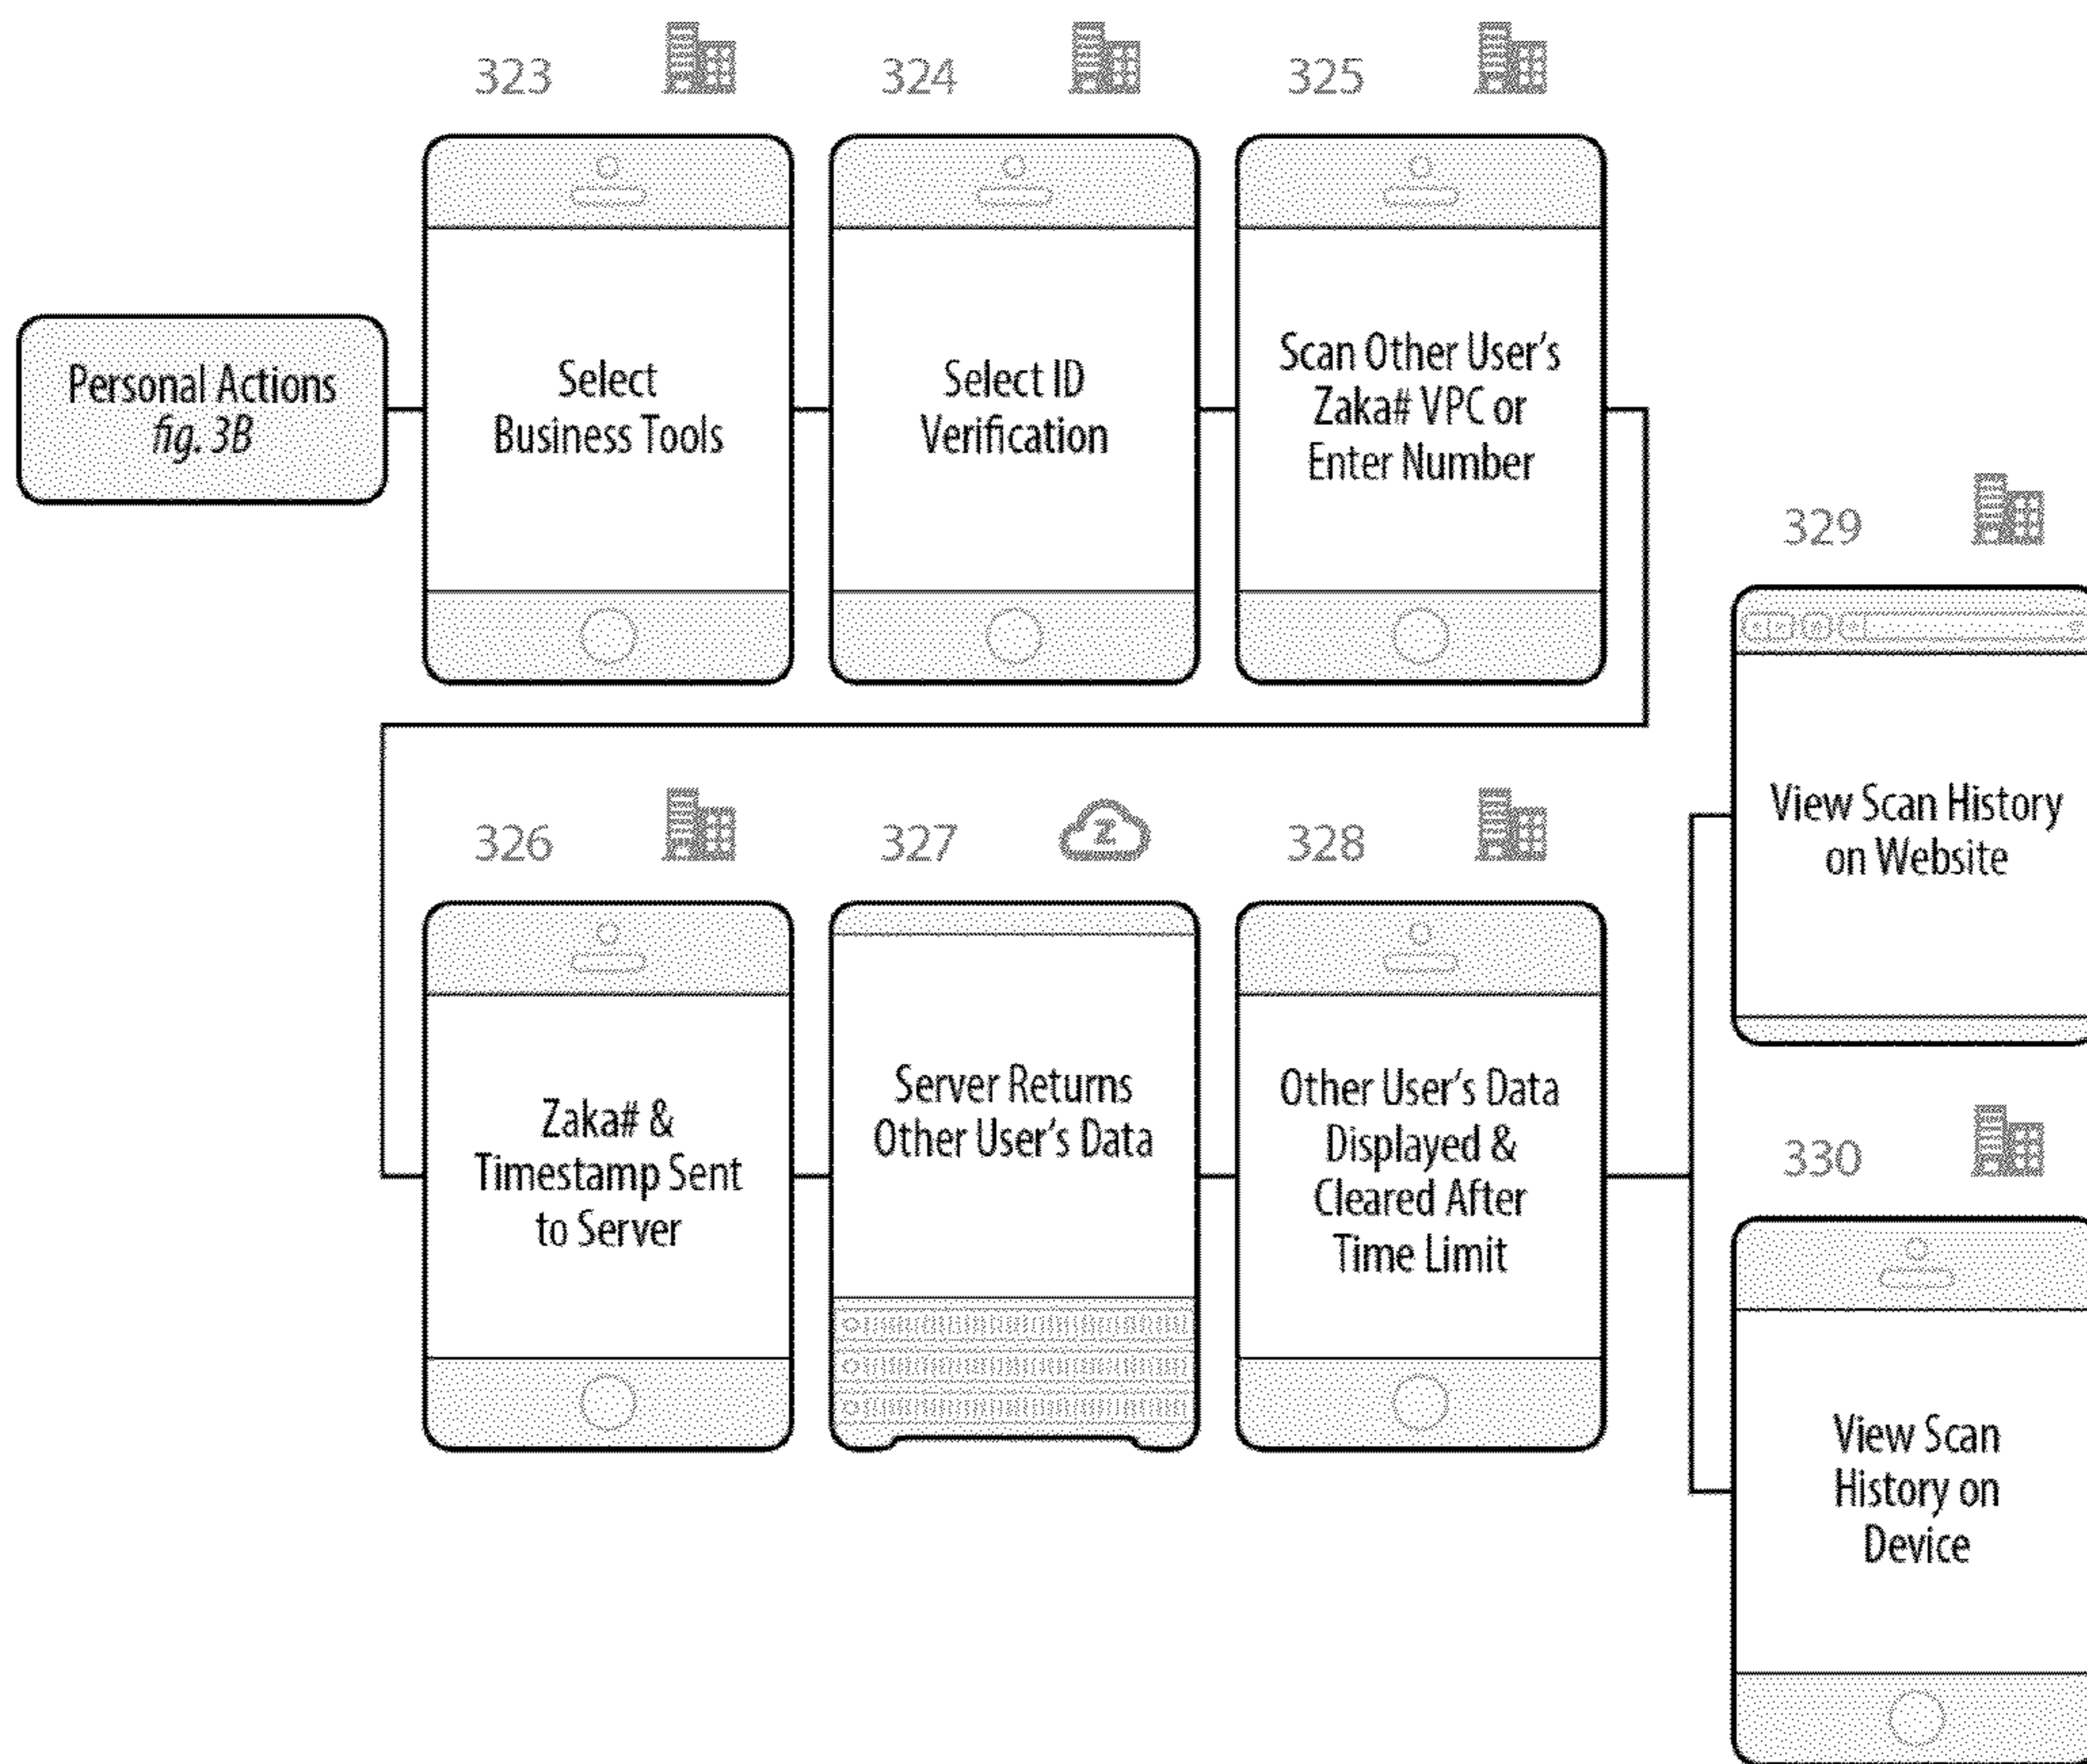 323
324
325
Personal Actions
fig. 3B
Select
Business Tools
Select ID
Verification
Scan Other User's
Zaka# VPC or
Enter Number
326
327
Z
328
Zaka# &
Timestamp Sent
to Server
Server Returns
Other User's Data
Other User's Data
Displayed &
Cleared After
Time Limit
329
View Scan History
on Website
330
View Scan
History on
Device